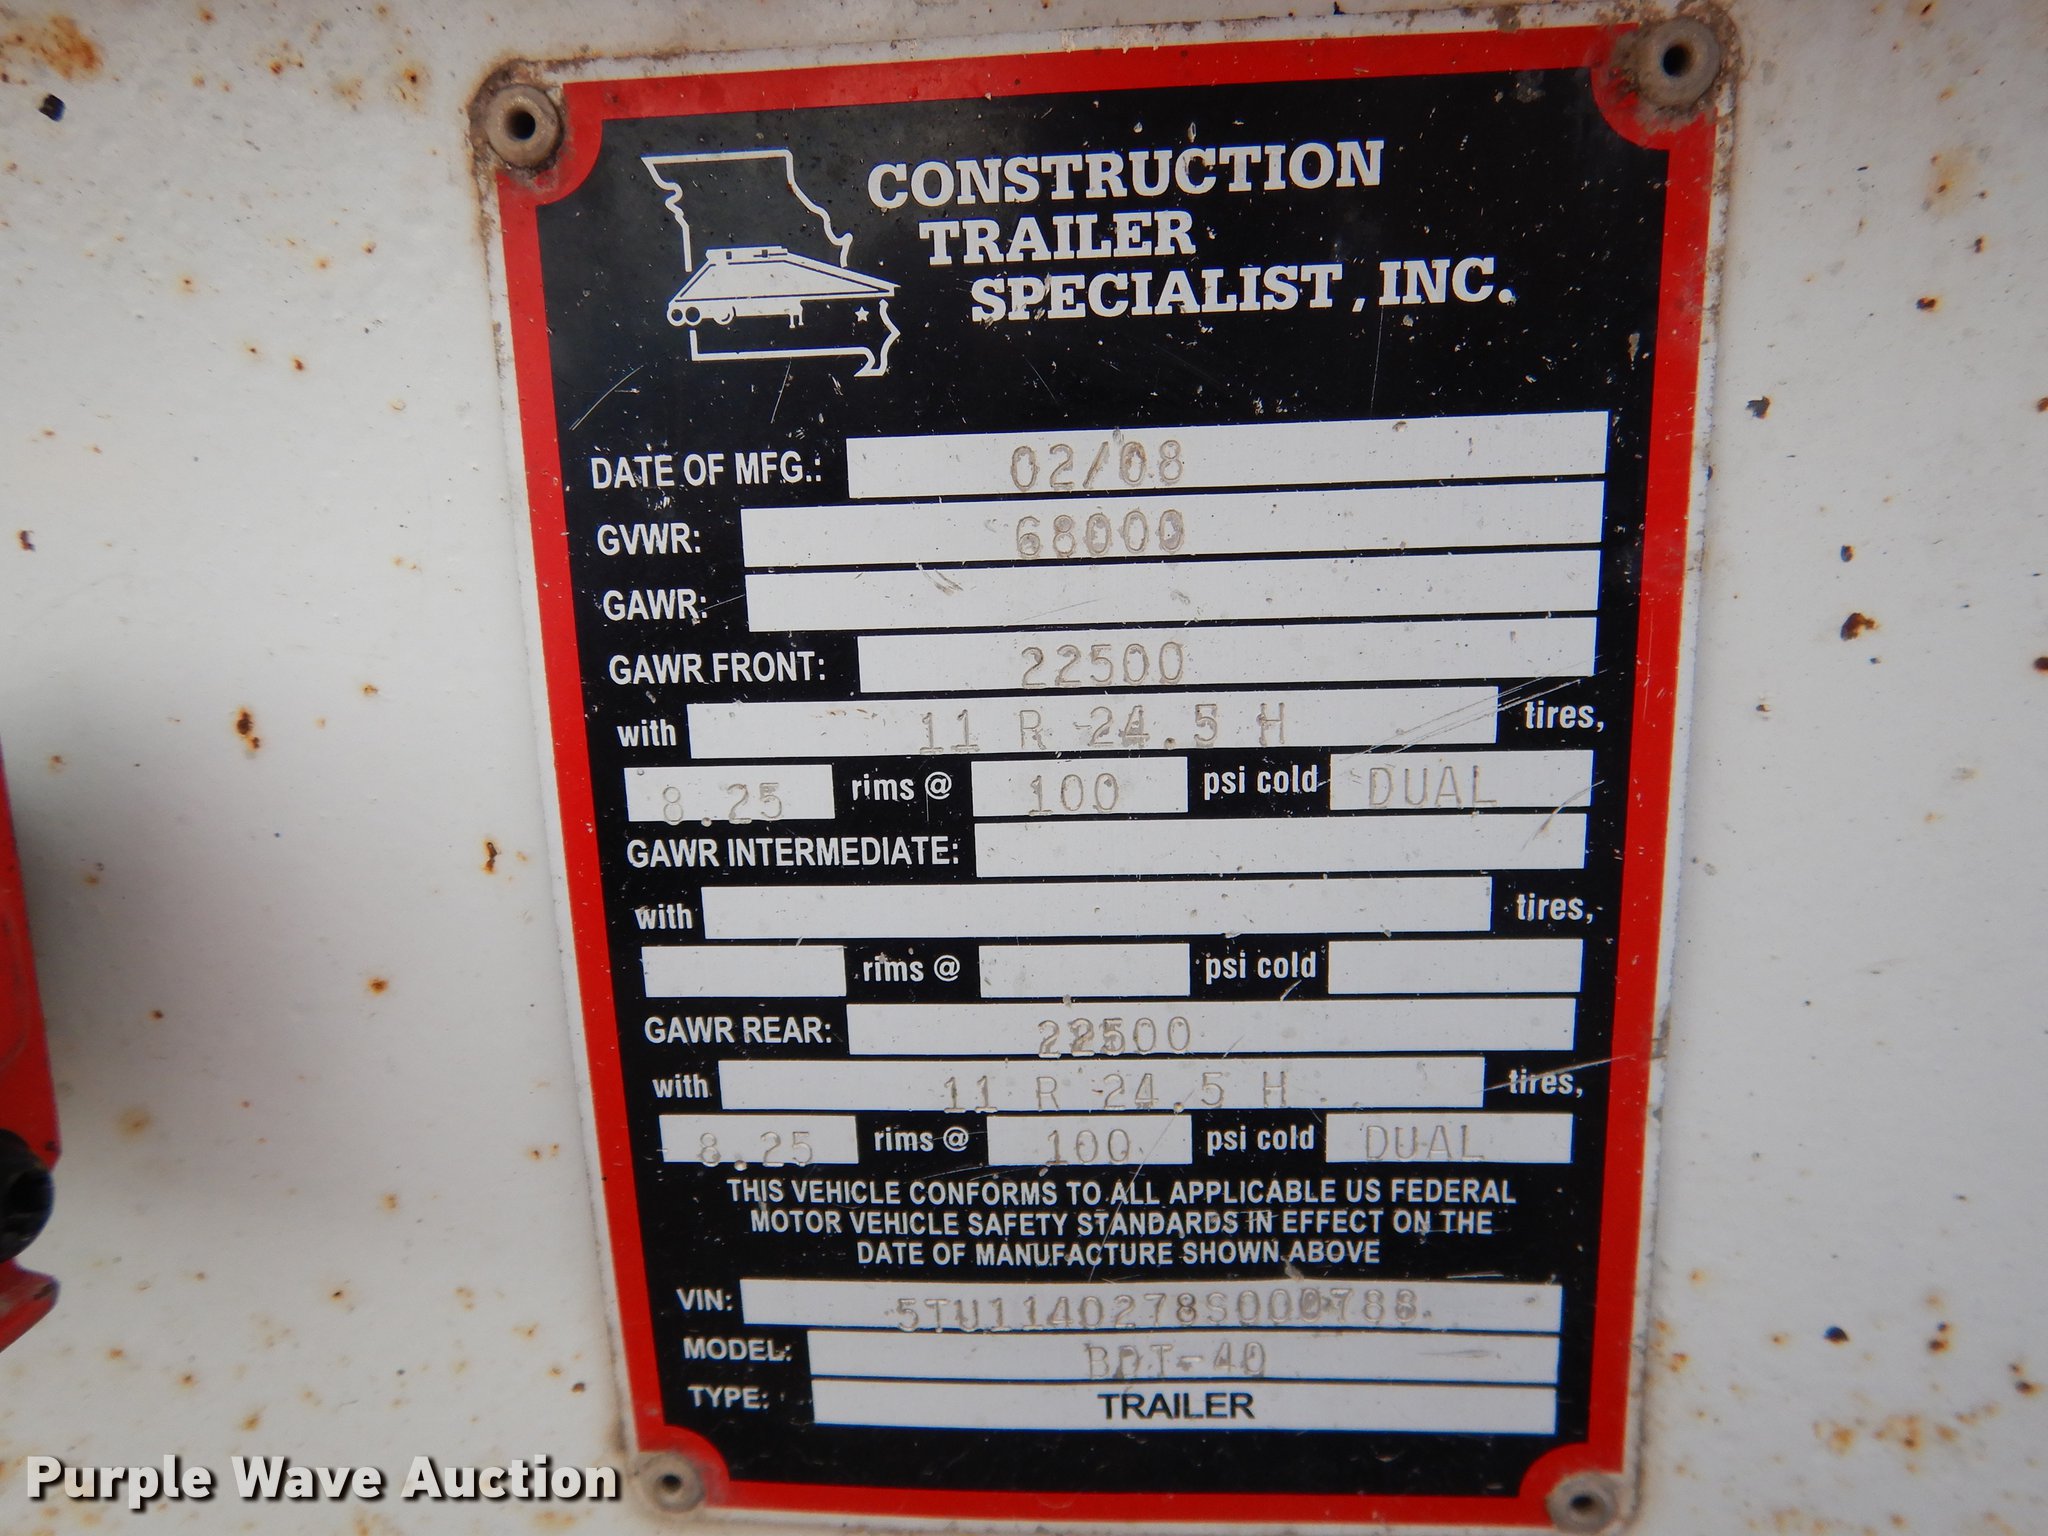 CONSTRUCTION
TRAILER
SPECIALIST, INC.
DATE OF MFG.: 02/08
GVWR: 68000
GAWR:
GAWR FRONT: 22500
with 11 R 24.5 H tires,
8.25 rims @ 100 psi cold DUAL
GAWR INTERMEDIATE:
with tires,
rims @ psi cold
GAWR REAR: 22500
with 11 R 24.5 H tires,
8.25 rims @ 100 psi cold DUAL
THIS VEHICLE CONFORMS TO ALL APPLICABLE US FEDERAL
MOTOR VEHICLE SAFETY STANDARDS IN EFFECT ON THE
DATE OF MANUFACTURE SHOWN ABOVE
VIN: 5TU1140278S000788
MODEL: BDT-40
TYPE: TRAILER
Purple Wave Auction